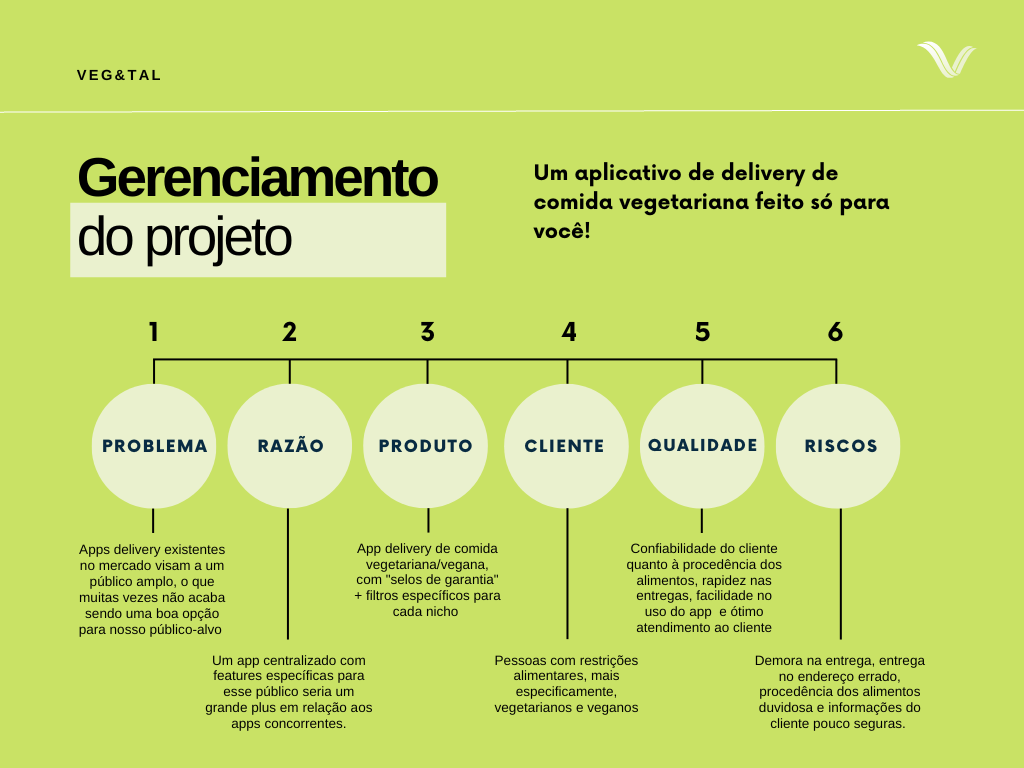 VEG&TAL
Gerenciamento
do projeto
Um aplicativo de delivery de
comida vegetariana feito só para
você!
1
2
3
4
5
6
PROBLEMA
RAZÃO
PRODUTO
CLIENTE
QUALIDADE
RISCOS
Apps delivery existentes
no mercado visam a um
público amplo, o que
muitas vezes não acaba
sendo uma boa opção
para nosso público-alvo
Um app centralizado com
features específicas para
esse público seria um
grande plus em relação aos
apps concorrentes.
App delivery de comida
vegetariana/vegana,
com "selos de garantia"
+ filtros específicos para
cada nicho
Pessoas com restrições
alimentares, mais
especificamente,
vegetarianos e veganos
Confiabilidade do cliente
quanto à procedência dos
alimentos, rapidez nas
entregas, facilidade no
uso do app  e ótimo
atendimento ao cliente
Demora na entrega, entrega
no endereço errado,
procedência dos alimentos
duvidosa e informações do
cliente pouco seguras.